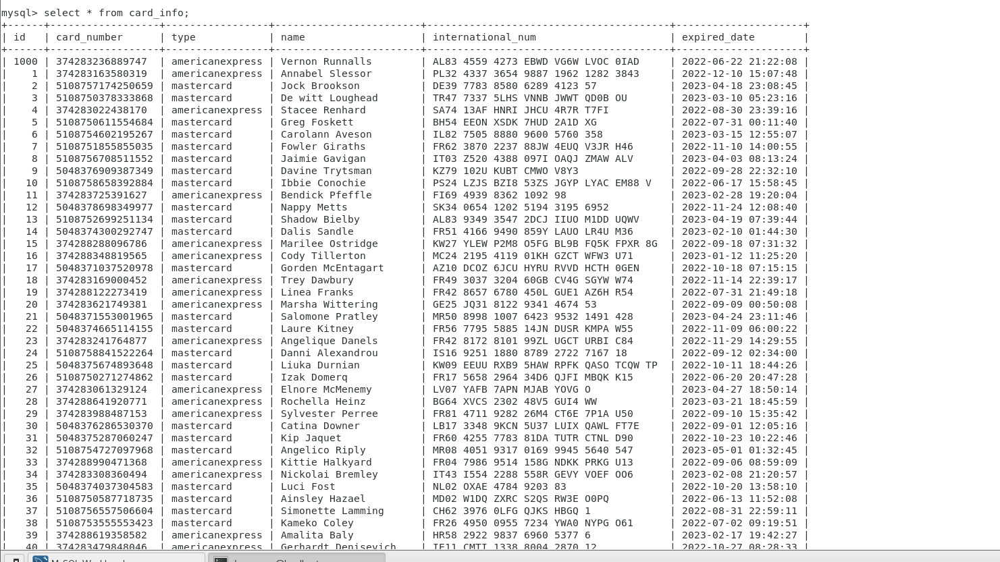 mysql> select * from card_info;
+------+------------------+-----------------+------------------------+----------------------------------------+---------------------+
| id | card_number | type | name | international_num | expired_date |
+------+------------------+-----------------+------------------------+----------------------------------------+---------------------+
| 1000 | 374283236889747 | americanexpress | Vernon Runnalls | AL83 4559 4273 EBWD VG6W LVOC 0IAD | 2022-06-22 21:22:08 |
| 1 | 374283163580319 | americanexpress | Annabel Slessor | PL32 4337 3654 9887 1962 1282 3843 | 2022-12-10 15:07:48 |
| 2 | 5108757174250659 | mastercard | Jock Brookson | DE39 7783 8580 6289 4123 57 | 2023-04-18 23:08:45 |
| 3 | 5108750378333868 | mastercard | De witt Loughead | TR47 7337 5LHS VNNB JWWT QD0B OU | 2023-03-10 05:23:16 |
| 4 | 374283022438170 | americanexpress | Stacee Renhard | SA74 13AF HNRI JHCU 4R7R T7FI | 2022-08-30 23:39:16 |
| 5 | 5108750611554684 | mastercard | Greg Foskett | BH54 EEON XSDK 7HUD 2A1D XG | 2022-07-31 00:11:40 |
| 6 | 5108754602195267 | mastercard | Carolann Aveson | IL82 7505 8880 9600 5760 358 | 2023-03-15 12:55:07 |
| 7 | 5108751855855035 | mastercard | Fowler Giraths | FR62 3870 2237 88JW 4EUQ V3JR H46 | 2022-11-10 14:00:55 |
| 8 | 5108756708511552 | mastercard | Jaimie Gavigan | IT03 Z520 4388 097I OAQJ ZMAW ALV | 2023-04-03 08:13:24 |
| 9 | 5048376909387349 | mastercard | Davine Trytsman | KZ79 102U KUBT CMWO V8Y3 | 2022-09-28 22:32:10 |
| 10 | 5108758658392884 | mastercard | Ibbie Conochie | PS24 LZJS BZI8 53ZS JGYP LYAC EM88 V | 2022-06-17 15:58:45 |
| 11 | 374283725391627 | americanexpress | Bendick Pfeffle | FI69 4939 8362 1092 98 | 2023-02-28 19:20:04 |
| 12 | 5048378698349977 | mastercard | Nappy Metts | SK34 0654 1202 5194 3195 6952 | 2022-11-24 12:08:40 |
| 13 | 5108752699251134 | mastercard | Shadow Bielby | AL83 9349 3547 2DCJ IIUO M1DD UQWV | 2023-04-19 07:39:44 |
| 14 | 5048374300292747 | mastercard | Dalis Sandle | FR51 4166 9490 859Y LAUO LR4U M36 | 2023-02-10 01:44:30 |
| 15 | 374288288096786 | americanexpress | Marilee Ostridge | KW27 YLEW P2M8 O5FG BL9B FQ5K FPXR 8G | 2022-09-18 07:31:32 |
| 16 | 374288348819565 | americanexpress | Cody Tillerton | MC24 2195 4119 01KH GZCT WFW3 U71 | 2023-01-12 11:25:20 |
| 17 | 5048371037520978 | mastercard | Gorden McEntagart | AZ10 DCOZ 6JCU HYRU RVVD HCTH 0GEN | 2022-10-18 07:15:15 |
| 18 | 374283169000452 | americanexpress | Trey Dawbury | FR49 3037 3204 60GB CV4G SGYW W74 | 2022-11-14 22:39:17 |
| 19 | 374288122273419 | americanexpress | Linea Franks | FR42 8657 6780 450L GUE1 AZ6H R54 | 2022-07-31 21:49:18 |
| 20 | 374283621749381 | americanexpress | Marsha Wittering | GE25 JQ31 8122 9341 4674 53 | 2022-09-09 00:50:08 |
| 21 | 5048371553001965 | mastercard | Salomone Pratley | MR50 8998 1007 6423 9532 1491 428 | 2023-04-24 23:11:46 |
| 22 | 5048374665114155 | mastercard | Laure Kitney | FR56 7795 5885 14JN DUSR KMPA W55 | 2022-11-09 06:00:22 |
| 23 | 374283241764877 | americanexpress | Angelique Danels | FR42 8172 8101 99ZL UGCT URBI C84 | 2022-11-29 14:29:55 |
| 24 | 5108758841522264 | mastercard | Danni Alexandrou | IS16 9251 1880 8789 2722 7167 18 | 2022-09-12 02:34:00 |
| 25 | 5048375674893648 | mastercard | Liuka Durnian | KW09 EEUU RXB9 5HAW RPFK QASO TCQW TP | 2022-10-11 18:44:26 |
| 26 | 5108750271274862 | mastercard | Izak Domerq | FR17 5658 2964 34D6 QJFI MBQK K15 | 2022-06-20 20:47:28 |
| 27 | 374283061329124 | americanexpress | Elnore McMenemy | LV07 YAFB 7APN MJAB YOVG O | 2023-04-27 18:50:14 |
| 28 | 374288641920771 | americanexpress | Rochella Heinz | BG64 XVCS 2302 48V5 GUI4 WW | 2023-03-21 18:45:59 |
| 29 | 374283988487153 | americanexpress | Sylvester Perree | FR81 4711 9282 26M4 CT6E 7P1A U50 | 2022-09-10 15:35:42 |
| 30 | 5048376286530370 | mastercard | Catina Downer | LB17 3348 9KCN 5U37 LUIX QAWL FT7E | 2022-09-01 12:05:16 |
| 31 | 5048375287060247 | mastercard | Kip Jaquet | FR60 4255 7783 81DA TUTR CTNL D90 | 2022-10-23 10:22:46 |
| 32 | 5108754727097968 | mastercard | Angelico Riply | MR08 4051 9317 0169 9945 5640 547 | 2023-05-01 01:32:45 |
| 33 | 374288990471368 | americanexpress | Kittie Halkyard | FR04 7986 9514 158G NDKK PRKG U13 | 2022-09-06 08:59:09 |
| 34 | 374283308360494 | americanexpress | Nickolai Bremley | IT43 I554 2288 558R GEVY VOEF OO6 | 2023-02-08 21:20:57 |
| 35 | 5048374037304583 | mastercard | Luci Fost | NL02 OXAE 4784 9203 83 | 2022-10-20 13:58:10 |
| 36 | 5108750587718735 | mastercard | Ainsley Hazael | MD02 W1DQ ZXRC S2QS RW3E O0PQ | 2022-06-13 11:52:08 |
| 37 | 5108756557506604 | mastercard | Simonette Lamming | CH62 3976 0LFG QJKS HBGQ 1 | 2022-08-31 22:59:11 |
| 38 | 5108753555553423 | mastercard | Kameko Coley | FR26 4950 0955 7234 YWA0 NYPG O61 | 2022-07-02 09:19:51 |
| 39 | 374288619358582 | americanexpress | Amalita Baly | HR58 2922 9837 6960 5377 6 | 2023-02-17 19:42:27 |
| 40 | 374283479848046 | americanexpress | Gerhardt Denisevich | IE11 CMTI 1338 8004 2870 12 | 2022-10-27 08:28:33 |